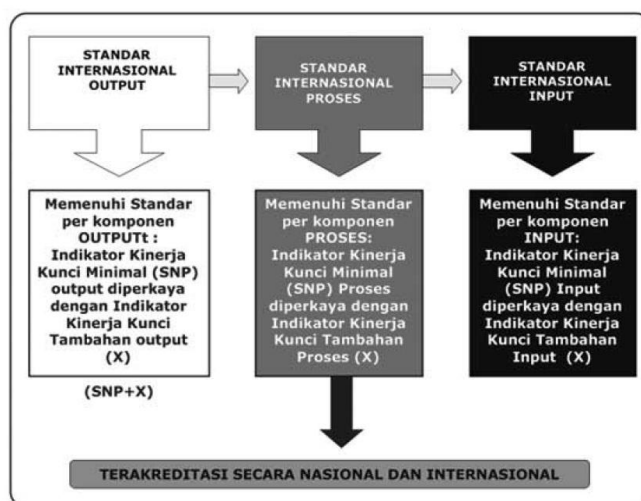 STANDAR
INTERNASIONAL
OUTPUT
STANDAR
INTERNASIONAL
PROSES
STANDAR
INTERNASIONAL
INPUT
Memenuhi Standar
per komponen
OUTPUTt :
Indikator Kinerja
Kunci Minimal (SNP)
output diperkaya
dengan Indikator
Kinerja Kunci
Tambahan output
(X)
(SNP+X)
Memenuhi Standar
per komponen
PROSES:
Indikator Kinerja
Kunci Minimal
(SNP) Proses
diperkaya dengan
Indikator Kinerja
Kunci Tambahan
Proses (X)
Memenuhi Standar
per komponen
INPUT:
Indikator Kinerja
Kunci Minimal
(SNP) Input
diperkaya dengan
Indikator Kinerja
Kunci Tambahan
Input (X)
TERAKREDITASI SECARA NASIONAL DAN INTERNASIONAL